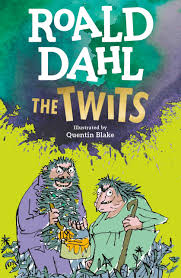 ROALD
DAHL
THE TWITS
Illustrated by
Quentin Blake